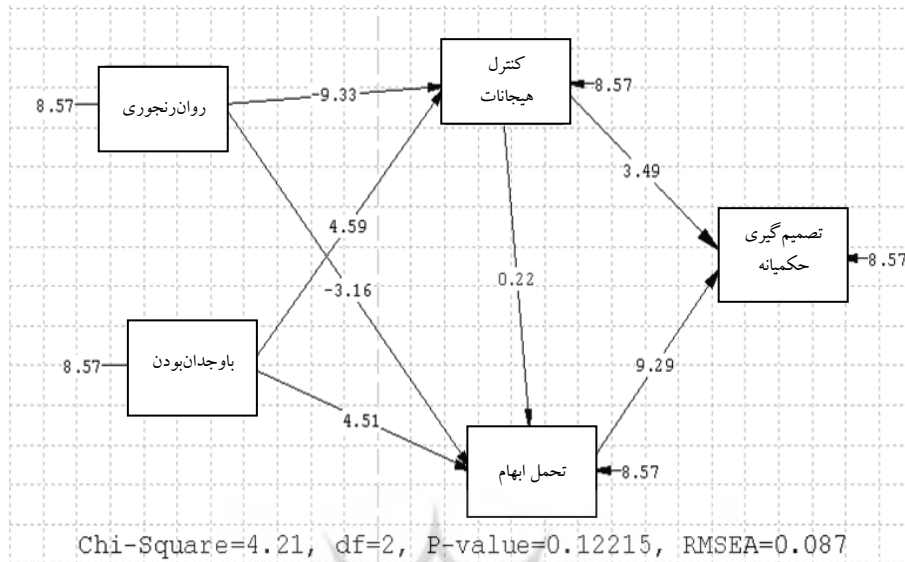 کنترل
هیجانات
8.57
روان‌رنجوری
8.57
-9.33
3.49
تصمیم‌گیری
حکمیانه
8.57
4.59
0.22
-3.16
باوجدان‌بودن
8.57
9.29
4.51
تحمل ابهام
8.57
Chi-Square=4.21, df=2, P-value=0.12215, RMSEA=0.087